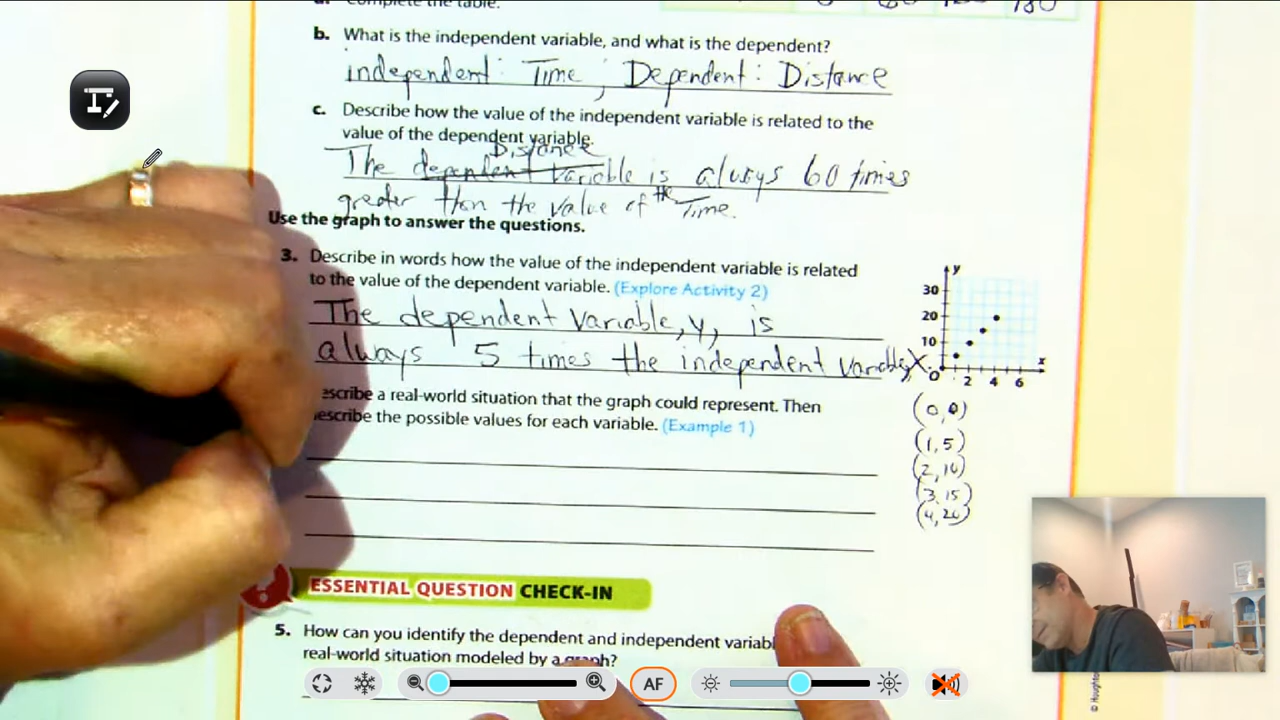 a. Complete the table.
180
b. What is the independent variable, and what is the dependent?
independent: Time ; Dependent: Distance
c. Describe how the value of the independent variable is related to the
value of the dependent variable.
Distance
The dependent variable is always 60 times
greater then the value of the Time.
Use the graph to answer the questions.
3. Describe in words how the value of the independent variable is related
to the value of the dependent variable. (Explore Activity 2)
The dependent variable, y, is
always 5 times the independent variable, X.
y
30
20
10
0 2 4 6 x
escribe a real-world situation that the graph could represent. Then
escribe the possible values for each variable. (Example 1)
(0,0)
(1,5)
(2,10)
(3,15)
(4,20)
ESSENTIAL QUESTION CHECK-IN
5. How can you identify the dependent and independent variabl
real-world situation modeled by a graph?
AF